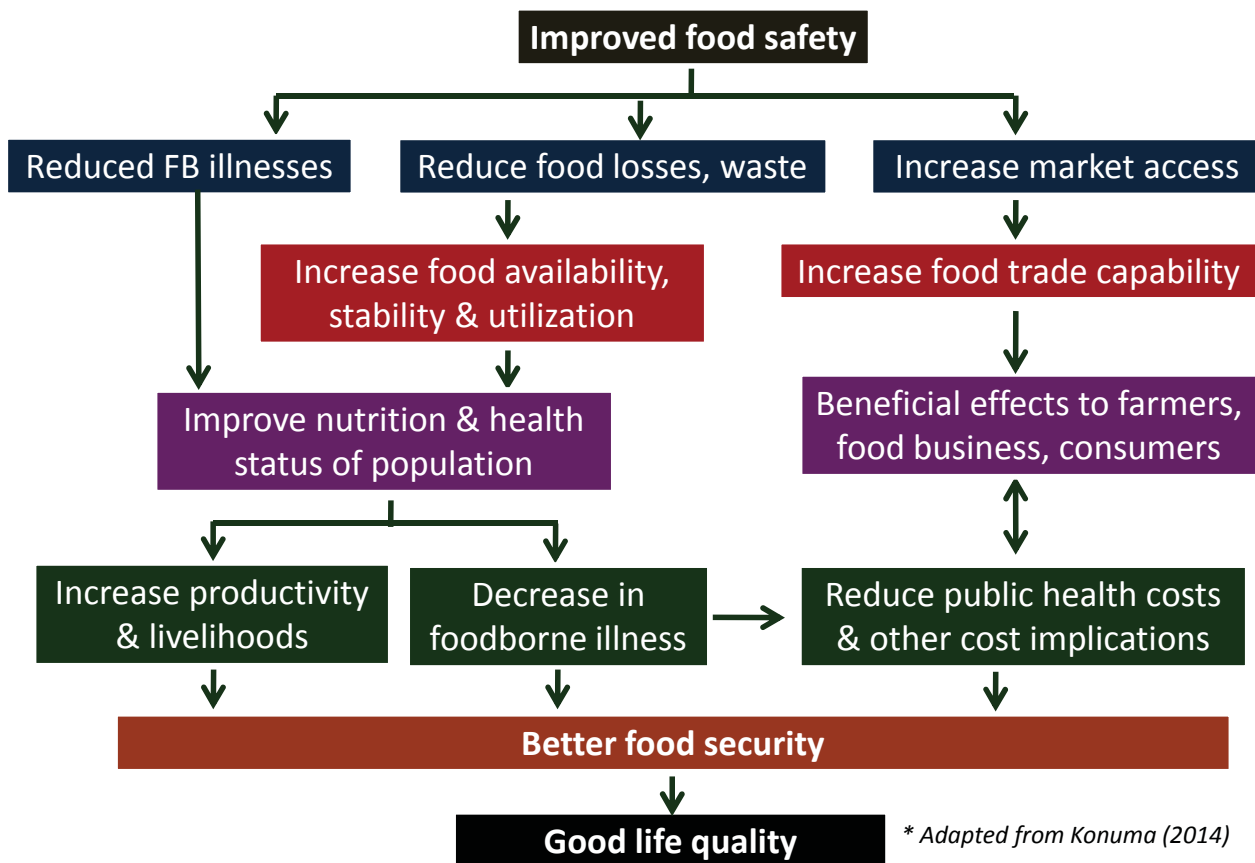 Improved food safety
Reduced FB illnesses
Reduce food losses, waste
Increase market access
Increase food availability,
stability & utilization
Increase food trade capability
Improve nutrition & health
status of population
Beneficial effects to farmers,
food business, consumers
Increase productivity
& livelihoods
Decrease in
foodborne illness
Reduce public health costs
& other cost implications
Better food security
Good life quality
* Adapted from Konuma (2014)